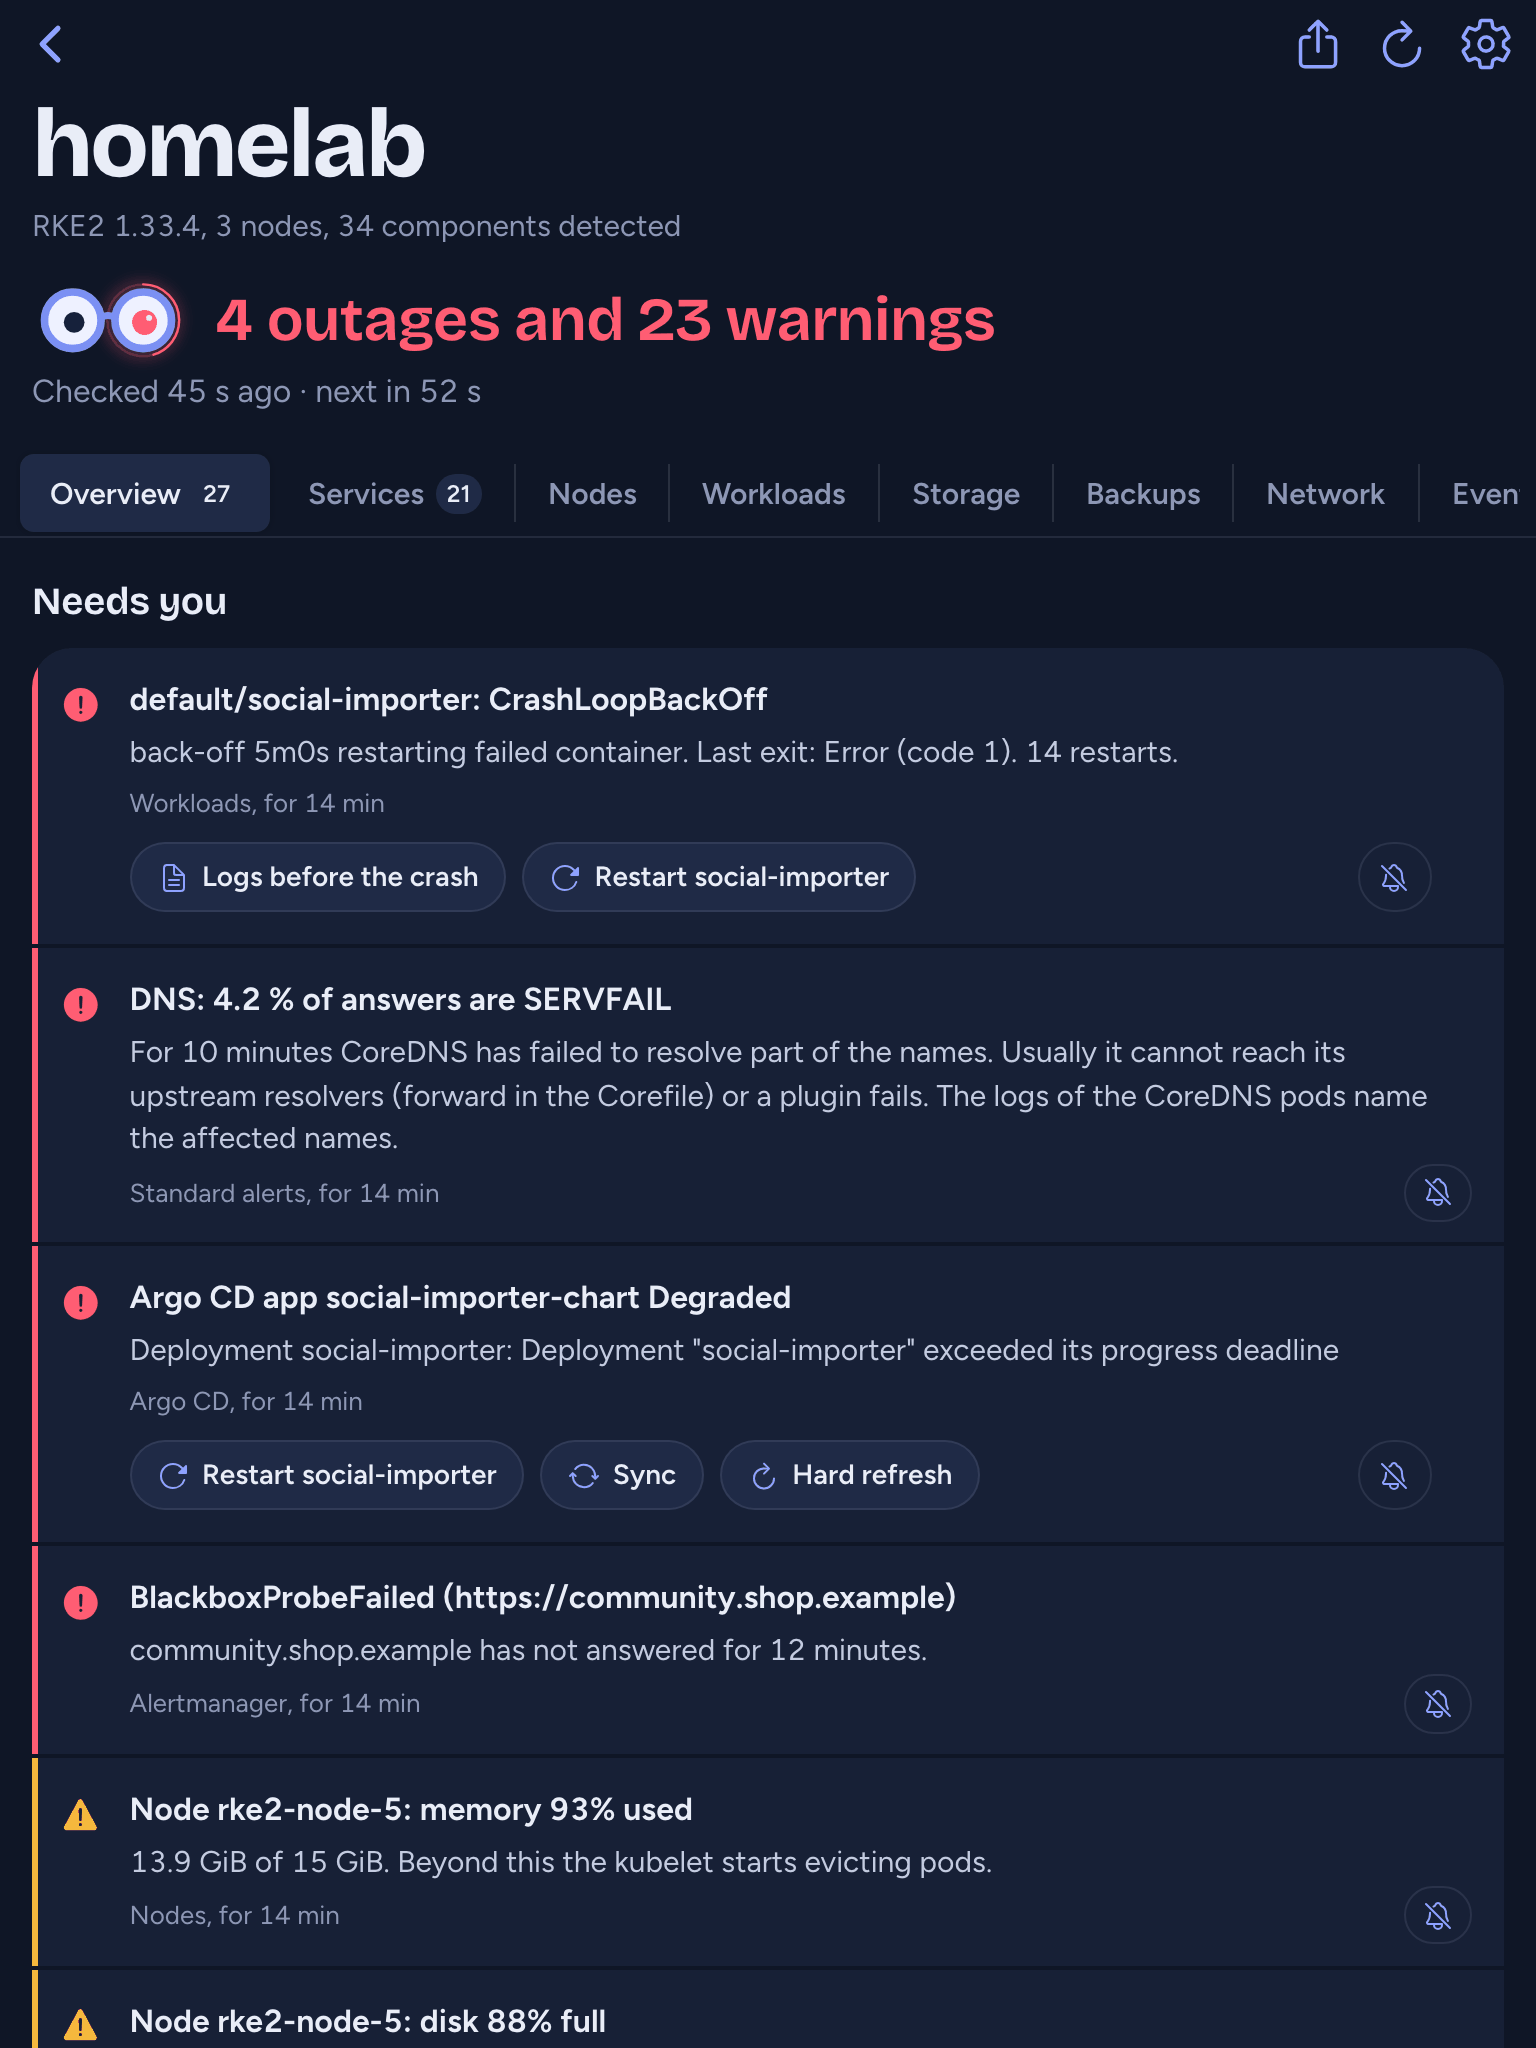 homelab
RKE2 1.33.4, 3 nodes, 34 components detected
4 outages and 23 warnings
Checked 45 s ago · next in 52 s
Overview 27 Services 21 Nodes Workloads Storage Backups Network Even
Needs you
default/social-importer: CrashLoopBackOff
back-off 5m0s restarting failed container. Last exit: Error (code 1). 14 restarts.
Workloads, for 14 min
Logs before the crash Restart social-importer
DNS: 4.2 % of answers are SERVFAIL
For 10 minutes CoreDNS has failed to resolve part of the names. Usually it cannot reach its
upstream resolvers (forward in the Corefile) or a plugin fails. The logs of the CoreDNS pods name
the affected names.
Standard alerts, for 14 min
Argo CD app social-importer-chart Degraded
Deployment social-importer: Deployment "social-importer" exceeded its progress deadline
Argo CD, for 14 min
Restart social-importer Sync Hard refresh
BlackboxProbeFailed (https://community.shop.example)
community.shop.example has not answered for 12 minutes.
Alertmanager, for 14 min
Node rke2-node-5: memory 93% used
13.9 GiB of 15 GiB. Beyond this the kubelet starts evicting pods.
Nodes, for 14 min
Node rke2-node-5: disk 88% full